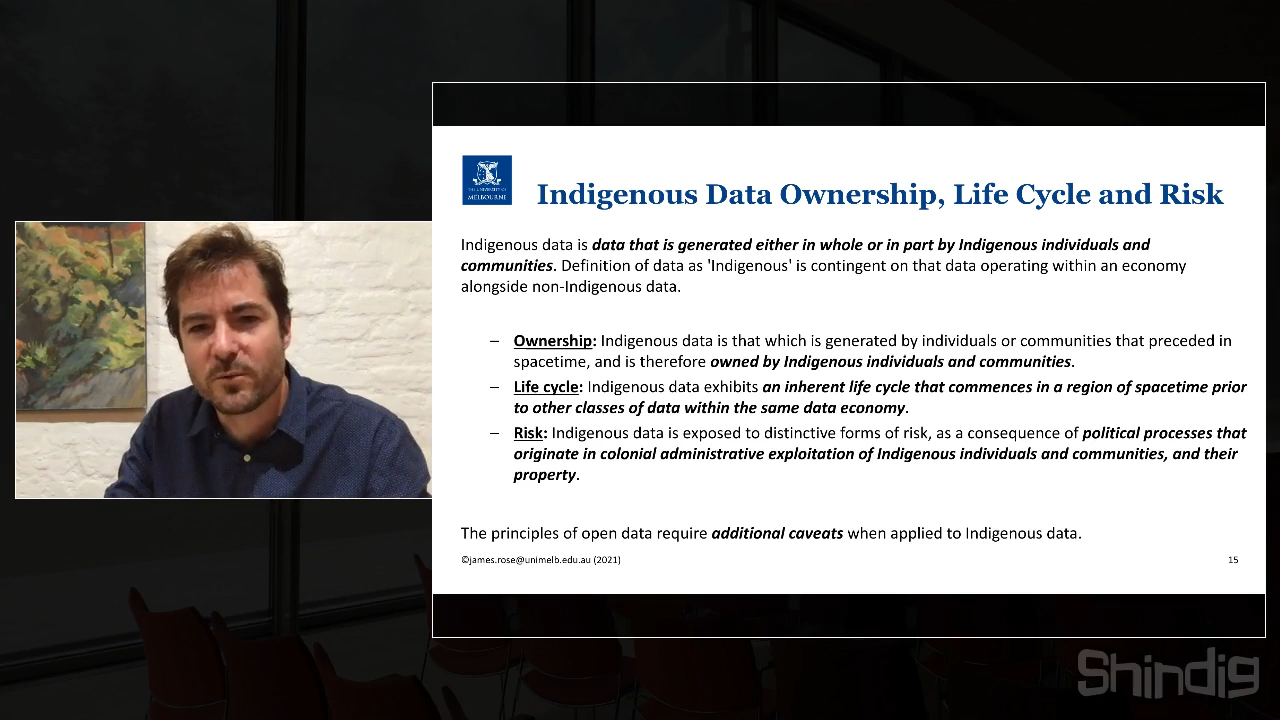 THE UNIVERSITY OF
MELBOURNE
Indigenous Data Ownership, Life Cycle and Risk
Indigenous data is data that is generated either in whole or in part by Indigenous individuals and
communities. Definition of data as 'Indigenous' is contingent on that data operating within an economy
alongside non-Indigenous data.
– Ownership: Indigenous data is that which is generated by individuals or communities that preceded in
spacetime, and is therefore owned by Indigenous individuals and communities.
– Life cycle: Indigenous data exhibits an inherent life cycle that commences in a region of spacetime prior
to other classes of data within the same data economy.
– Risk: Indigenous data is exposed to distinctive forms of risk, as a consequence of political processes that
originate in colonial administrative exploitation of Indigenous individuals and communities, and their
property.
The principles of open data require additional caveats when applied to Indigenous data.
©james.rose@unimelb.edu.au (2021)
15
Shindig